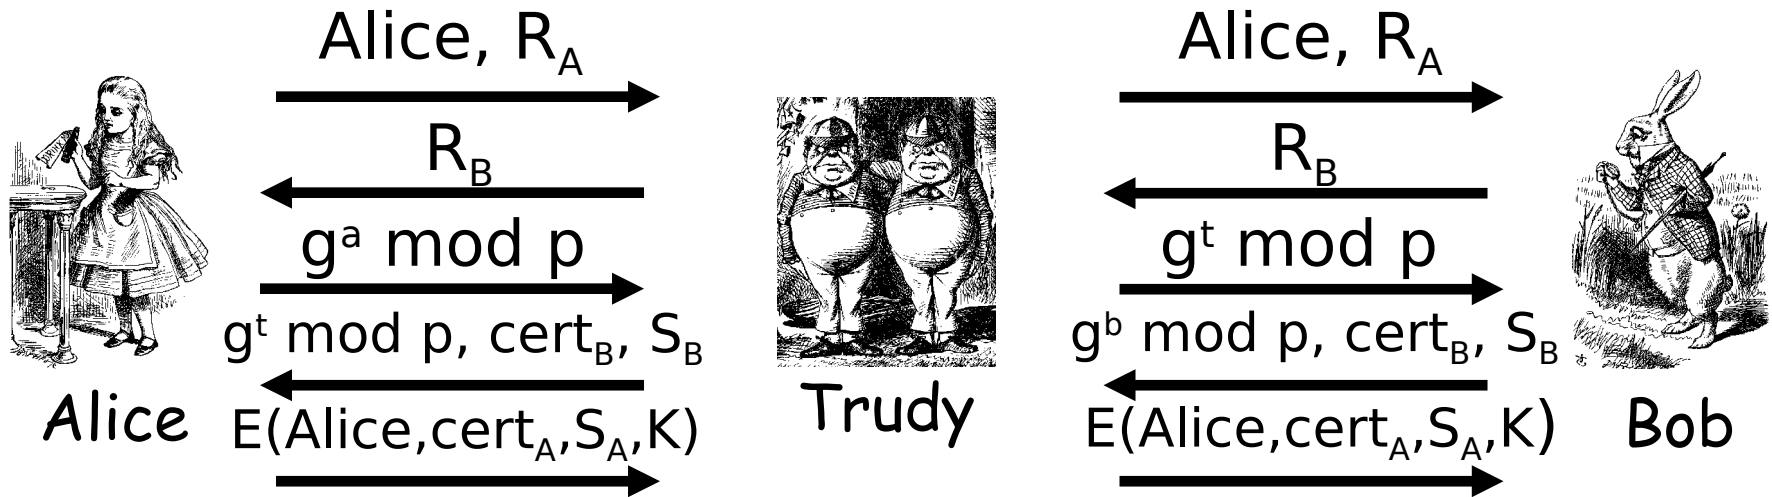 Alice, R_A
Alice, R_A
R_B
R_B
g^a mod p
g^t mod p
g^t mod p, cert_B, S_B
g^b mod p, cert_B, S_B
E(Alice,cert_A,S_A,K)
E(Alice,cert_A,S_A,K)
Alice
Trudy
Bob